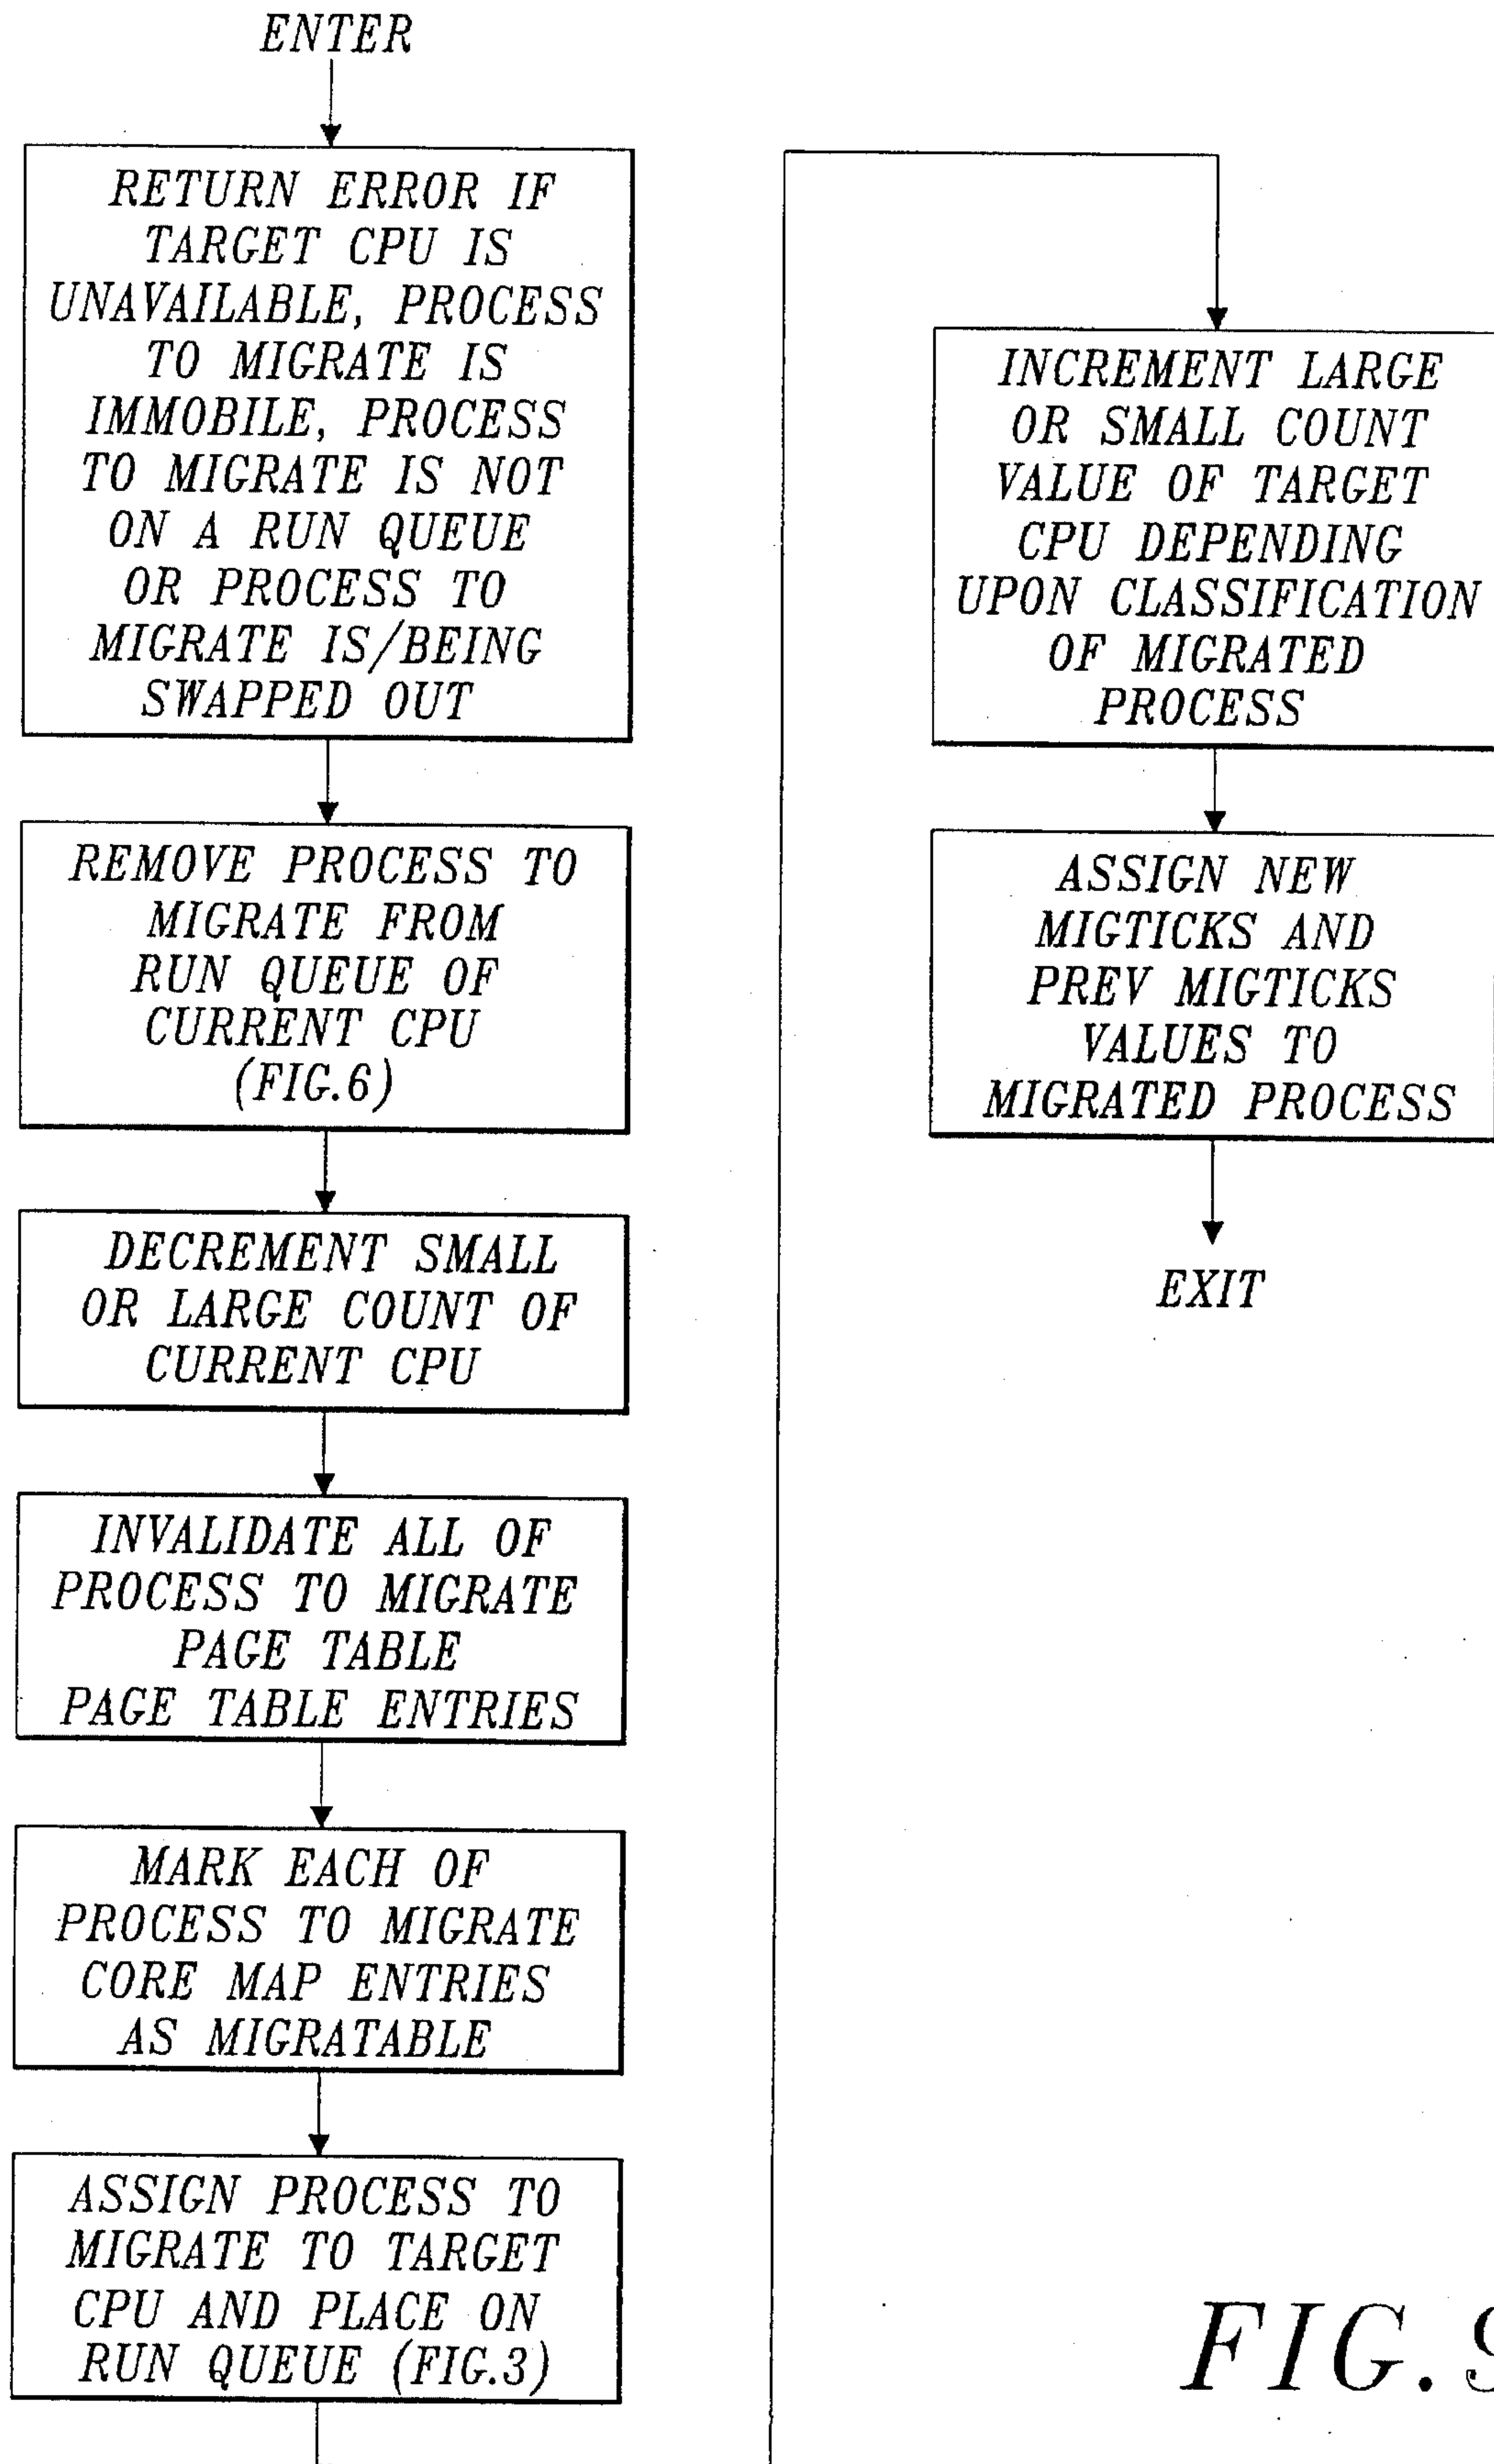 ENTER
RETURN ERROR IF
TARGET CPU IS
UNAVAILABLE, PROCESS
TO MIGRATE IS
IMMOBILE, PROCESS
TO MIGRATE IS NOT
ON A RUN QUEUE
OR PROCESS TO
MIGRATE IS/BEING
SWAPPED OUT
REMOVE PROCESS TO
MIGRATE FROM
RUN QUEUE OF
CURRENT CPU
(FIG.6)
DECREMENT SMALL
OR LARGE COUNT OF
CURRENT CPU
INVALIDATE ALL OF
PROCESS TO MIGRATE
PAGE TABLE
PAGE TABLE ENTRIES
MARK EACH OF
PROCESS TO MIGRATE
CORE MAP ENTRIES
AS MIGRATABLE
ASSIGN PROCESS TO
MIGRATE TO TARGET
CPU AND PLACE ON
RUN QUEUE (FIG.3)
INCREMENT LARGE
OR SMALL COUNT
VALUE OF TARGET
CPU DEPENDING
UPON CLASSIFICATION
OF MIGRATED
PROCESS
ASSIGN NEW
MIGTICKS AND
PREV MIGTICKS
VALUES TO
MIGRATED PROCESS
EXIT
FIG. 9